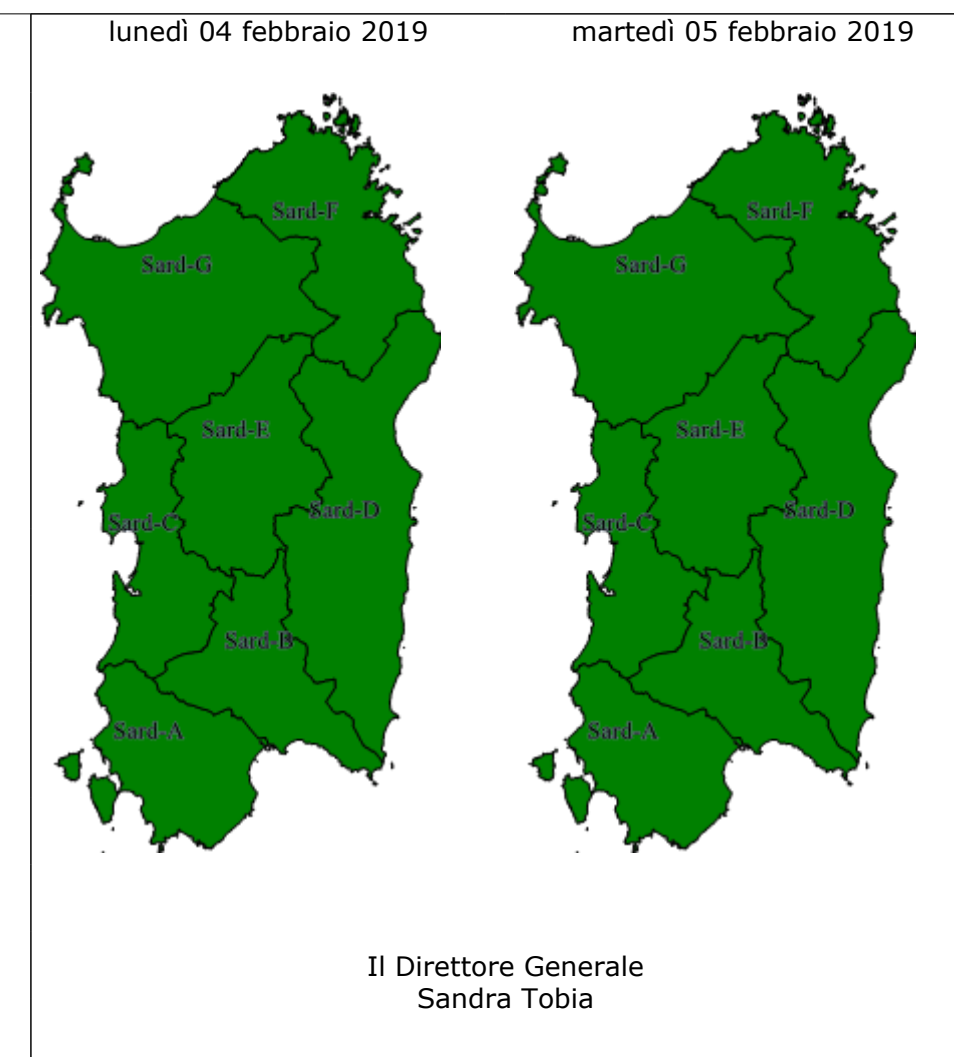 lunedì 04 febbraio 2019
martedì 05 febbraio 2019
Sard-F
Sard-G
Sard-E
Sard-D
Sard-C
Sard-B
Sard-A
Sard-F
Sard-G
Sard-E
Sard-D
Sard-C
Sard-B
Sard-A
Il Direttore Generale
Sandra Tobia